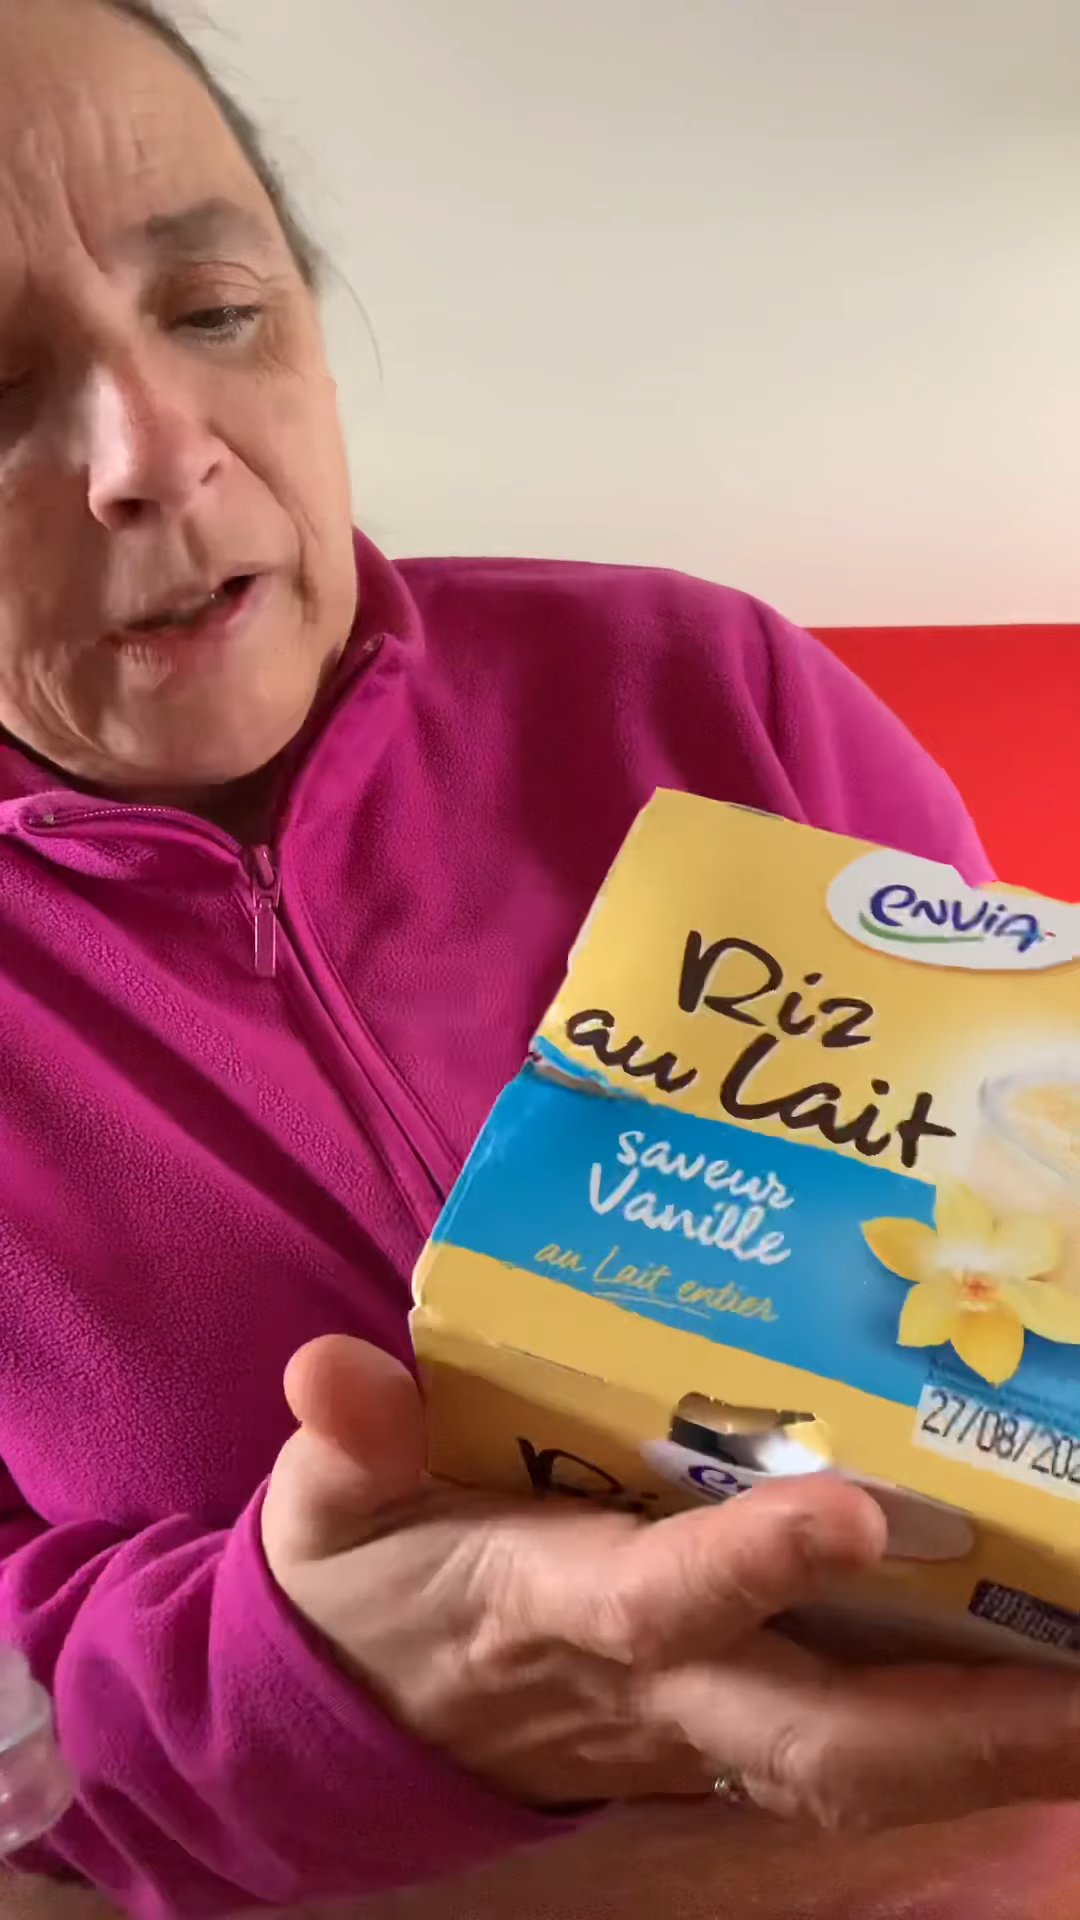 envia
Riz
au Lait
saveur
Vanille
au Lait entier
27/08/202